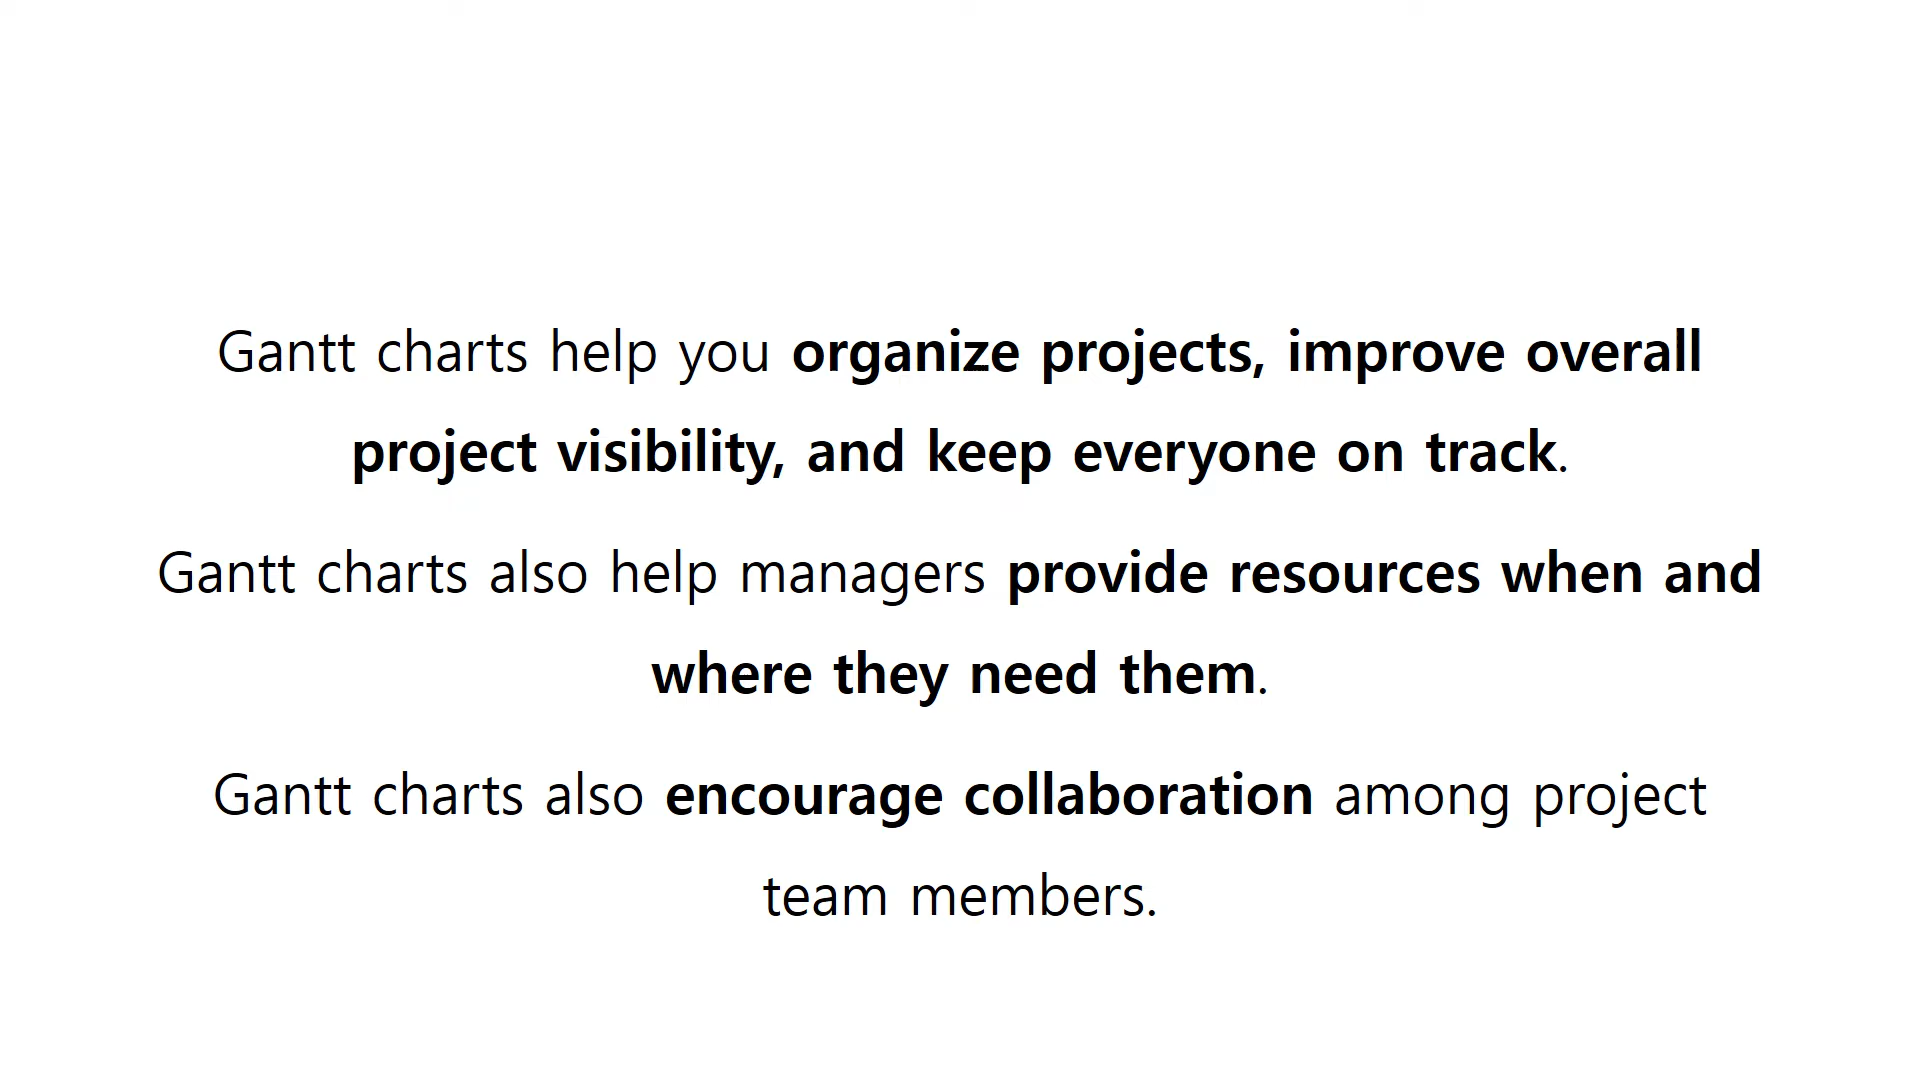 Gantt charts help you organize projects, improve overall
project visibility, and keep everyone on track.
Gantt charts also help managers provide resources when and
where they need them.
Gantt charts also encourage collaboration among project
team members.